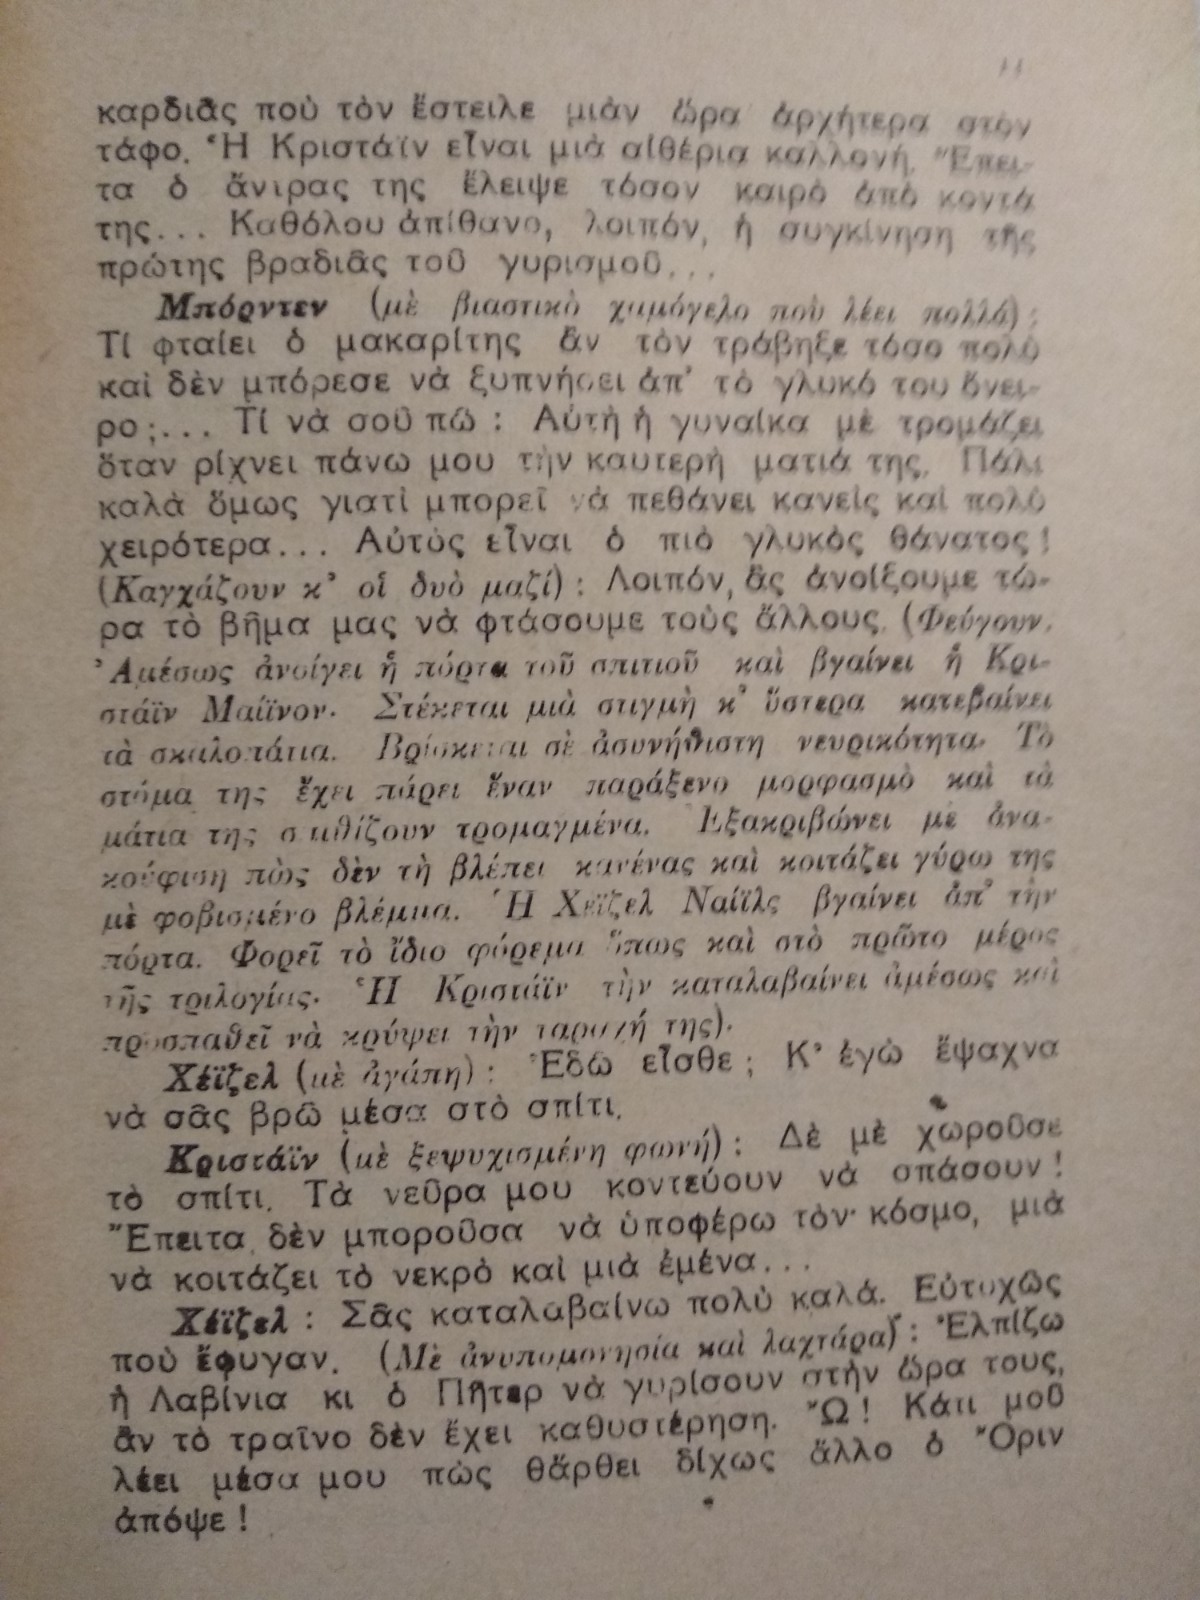 καρδιᾶς ποὺ τὸν ἔστειλε μιὰν ὥρα ἀρχήτερα στὸν
τάφο. Ἡ Κριστάϊν εἶναι μιὰ αἰθέρια καλλονή. Ἔπει-
τα ὁ ἄντρας της ἔλειψε τόσον καιρὸ ἀπὸ κοντά
της... Καθόλου ἀπίθανο, λοιπόν, ἡ συγκίνηση τῆς
πρώτης βραδιᾶς τοῦ γυρισμοῦ...
Μπόρντεν (μὲ βιαστικὸ χαμόγελο ποὺ λέει πολλά) :
Τί φταίει ὁ μακαρίτης ἂν τὸν τράβηξε τόσο πολὺ
καὶ δὲν μπόρεσε νὰ ξυπνήσει ἀπ' τὸ γλυκό του ὄνει-
ρο ;... Τί νὰ σοῦ πῶ : Αὐτὴ ἡ γυναίκα μὲ τρομάζει
ὅταν ρίχνει πάνω μου τὴν καυτερὴ ματιά της. Πάλι
καλὰ ὅμως γιατὶ μπορεῖ νὰ πεθάνει κανεὶς καὶ πολὺ
χειρότερα... Αὐτὸς εἶναι ὁ πιὸ γλυκὸς θάνατος !
(Καγχάζουν κ' οἱ δυὸ μαζί) : Λοιπόν, ἂς ἀνοίξουμε τώ-
ρα τὸ βῆμα μας νὰ φτάσουμε τοὺς ἄλλους. (Φεύγουν.
Ἀμέσως ἀνοίγει ἡ πόρτα τοῦ σπιτιοῦ καὶ βγαίνει ἡ Κρι-
στάϊν Μαίϊνον. Στέκεται μιὰ στιγμὴ κ' ὕστερα κατεβαίνει
τὰ σκαλοπάτια. Βρίσκεται σὲ ἀσυνήθιστη νευρικότητα. Τὸ
στόμα της ἔχει πάρει ἕναν παράξενο μορφασμὸ καὶ τὰ
μάτια της σπιθίζουν τρομαγμένα. Ἐξακριβώνει μὲ ἀνα-
κούφιση πὼς δὲν τὴ βλέπει κανένας καὶ κοιτάζει γύρω της
μὲ φοβισμένο βλέμμα. Ἡ Χέϊζελ Ναίϊλς βγαίνει ἀπ' τὴν
πόρτα. Φορεῖ τὸ ἴδιο φόρεμα ὅπως καὶ στὸ πρῶτο μέρος
τῆς τριλογίας. Ἡ Κριστάϊν τὴν καταλαβαίνει ἀμέσως καὶ
προσπαθεῖ νὰ κρύψει τὴν ταραχή της).
Χέϊζελ (μὲ ἀγάπη) : Ἐδῶ εἶσθε ; Κ' ἐγὼ ἔψαχνα
νὰ σᾶς βρῶ μέσα στὸ σπίτι.
Κριστάϊν (μὲ ξεψυχισμένη φωνή) : Δὲ μὲ χωροῦσε
τὸ σπίτι. Τὰ νεῦρα μου κοντεύουν νὰ σπάσουν !
Ἔπειτα, δὲν μποροῦσα νὰ ὑποφέρω τὸν κόσμο, μιὰ
νὰ κοιτάζει τὸ νεκρὸ καὶ μιὰ ἐμένα...
Χέϊζελ : Σᾶς καταλαβαίνω πολὺ καλά. Εὐτυχῶς
ποὺ ἔφυγαν. (Μὲ ἀνυπομονησία καὶ λαχτάρα) : Ἐλπίζω
ἡ Λαβίνια κι ὁ Πῆτερ νὰ γυρίσουν στὴν ὥρα τους,
ἂν τὸ τραῖνο δὲν ἔχει καθυστέρηση. Ὢ ! Κάτι μοῦ
λέει μέσα μου πὼς θἄρθει δίχως ἄλλο ὁ Ὄριν
ἀπόψε !